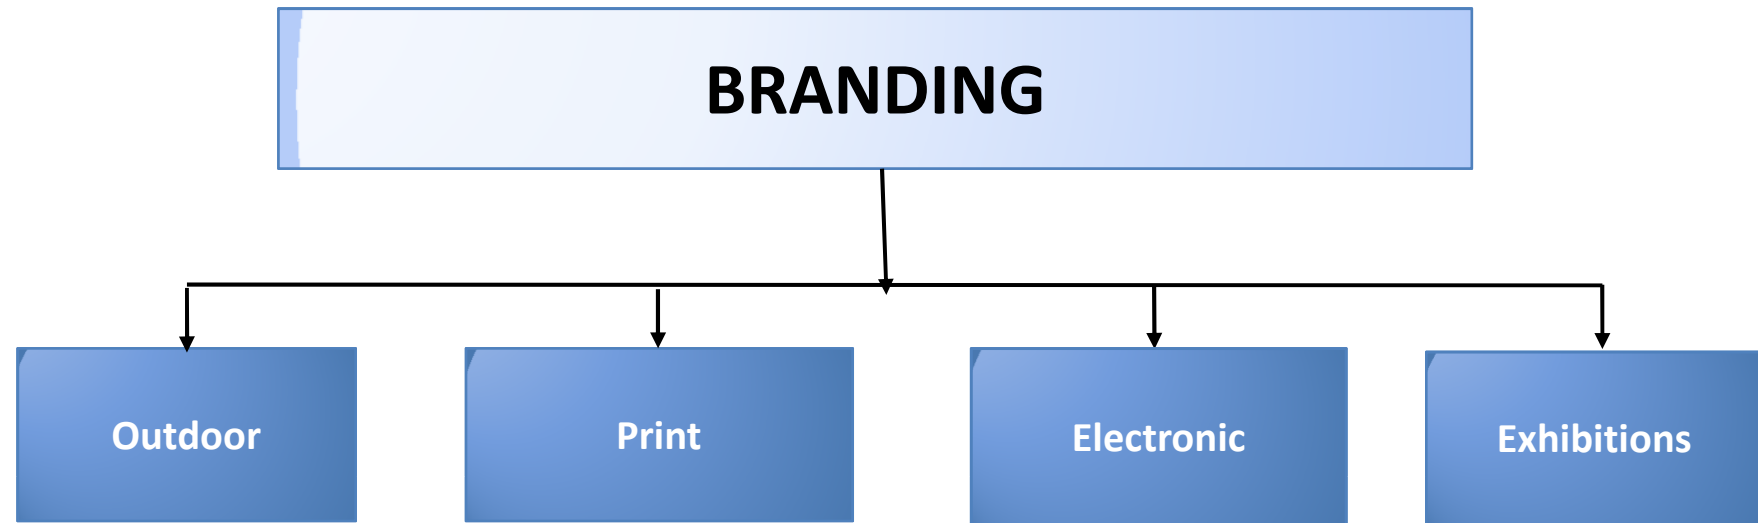 BRANDING
Outdoor
Print
Electronic
Exhibitions